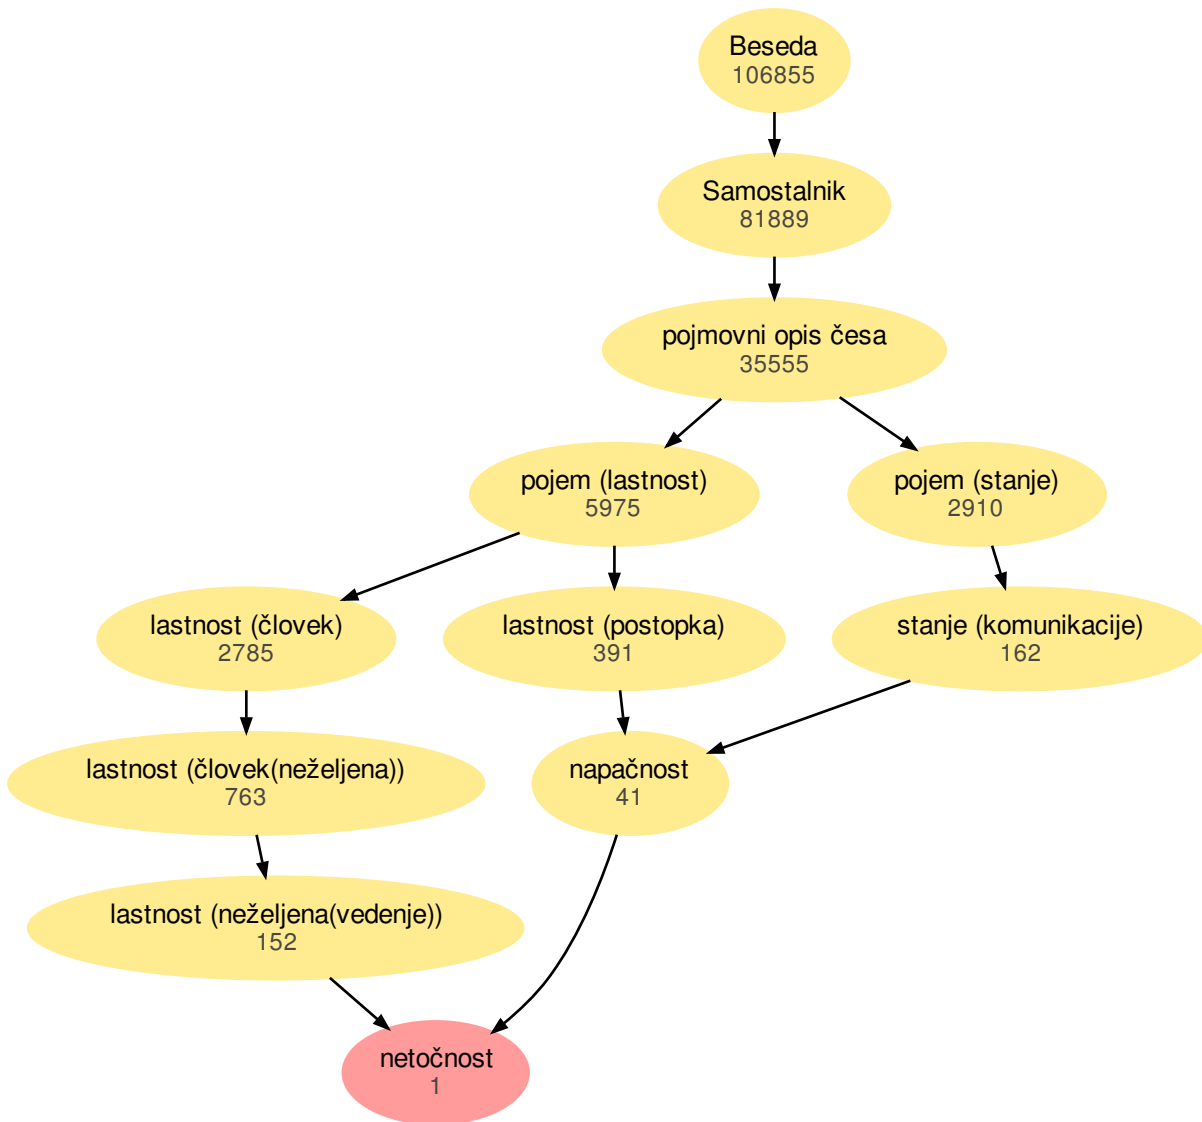 Beseda
106855
Samostalnik
81889
pojmovni opis česa
35555
pojem (lastnost)
5975
pojem (stanje)
2910
lastnost (človek)
2785
lastnost (postopka)
391
stanje (komunikacije)
162
lastnost (človek(neželjena))
763
napačnost
41
lastnost (neželjena(vedenje))
152
netočnost
1